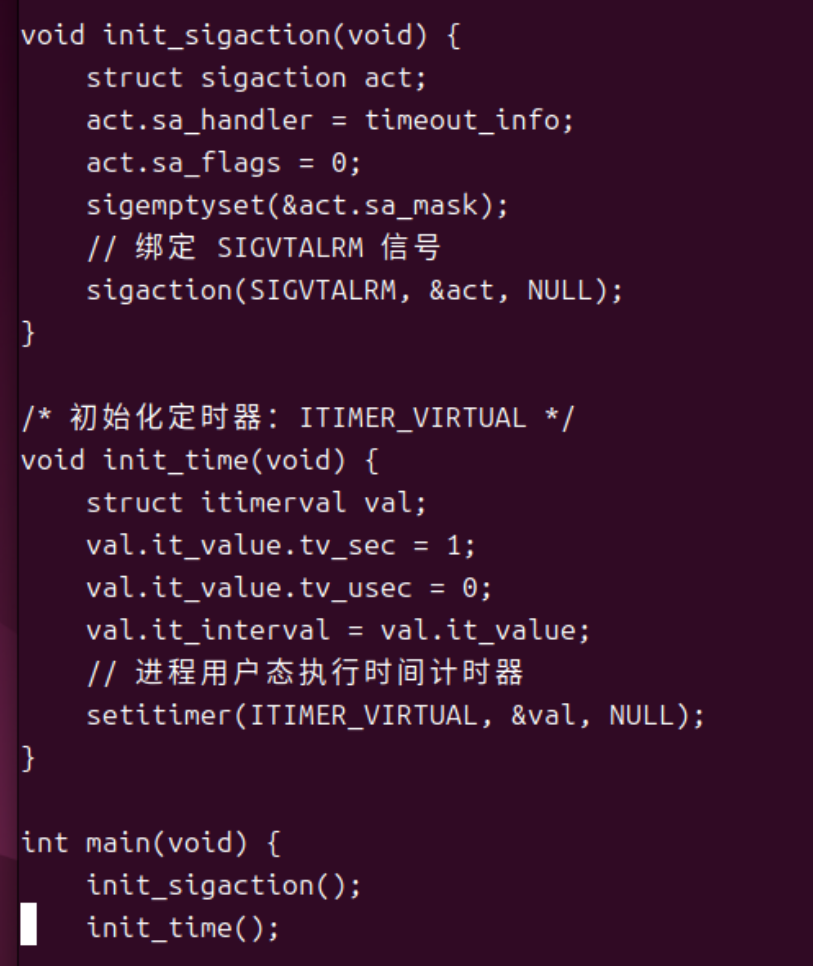 void init_sigaction(void) {
    struct sigaction act;
    act.sa_handler = timeout_info;
    act.sa_flags = 0;
    sigemptyset(&act.sa_mask);
    // 绑定 SIGVTALRM 信号
    sigaction(SIGVTALRM, &act, NULL);
}

/* 初始化定时器: ITIMER_VIRTUAL */
void init_time(void) {
    struct itimerval val;
    val.it_value.tv_sec = 1;
    val.it_value.tv_usec = 0;
    val.it_interval = val.it_value;
    // 进程用户态执行时间计时器
    setitimer(ITIMER_VIRTUAL, &val, NULL);
}

int main(void) {
    init_sigaction();
    init_time();